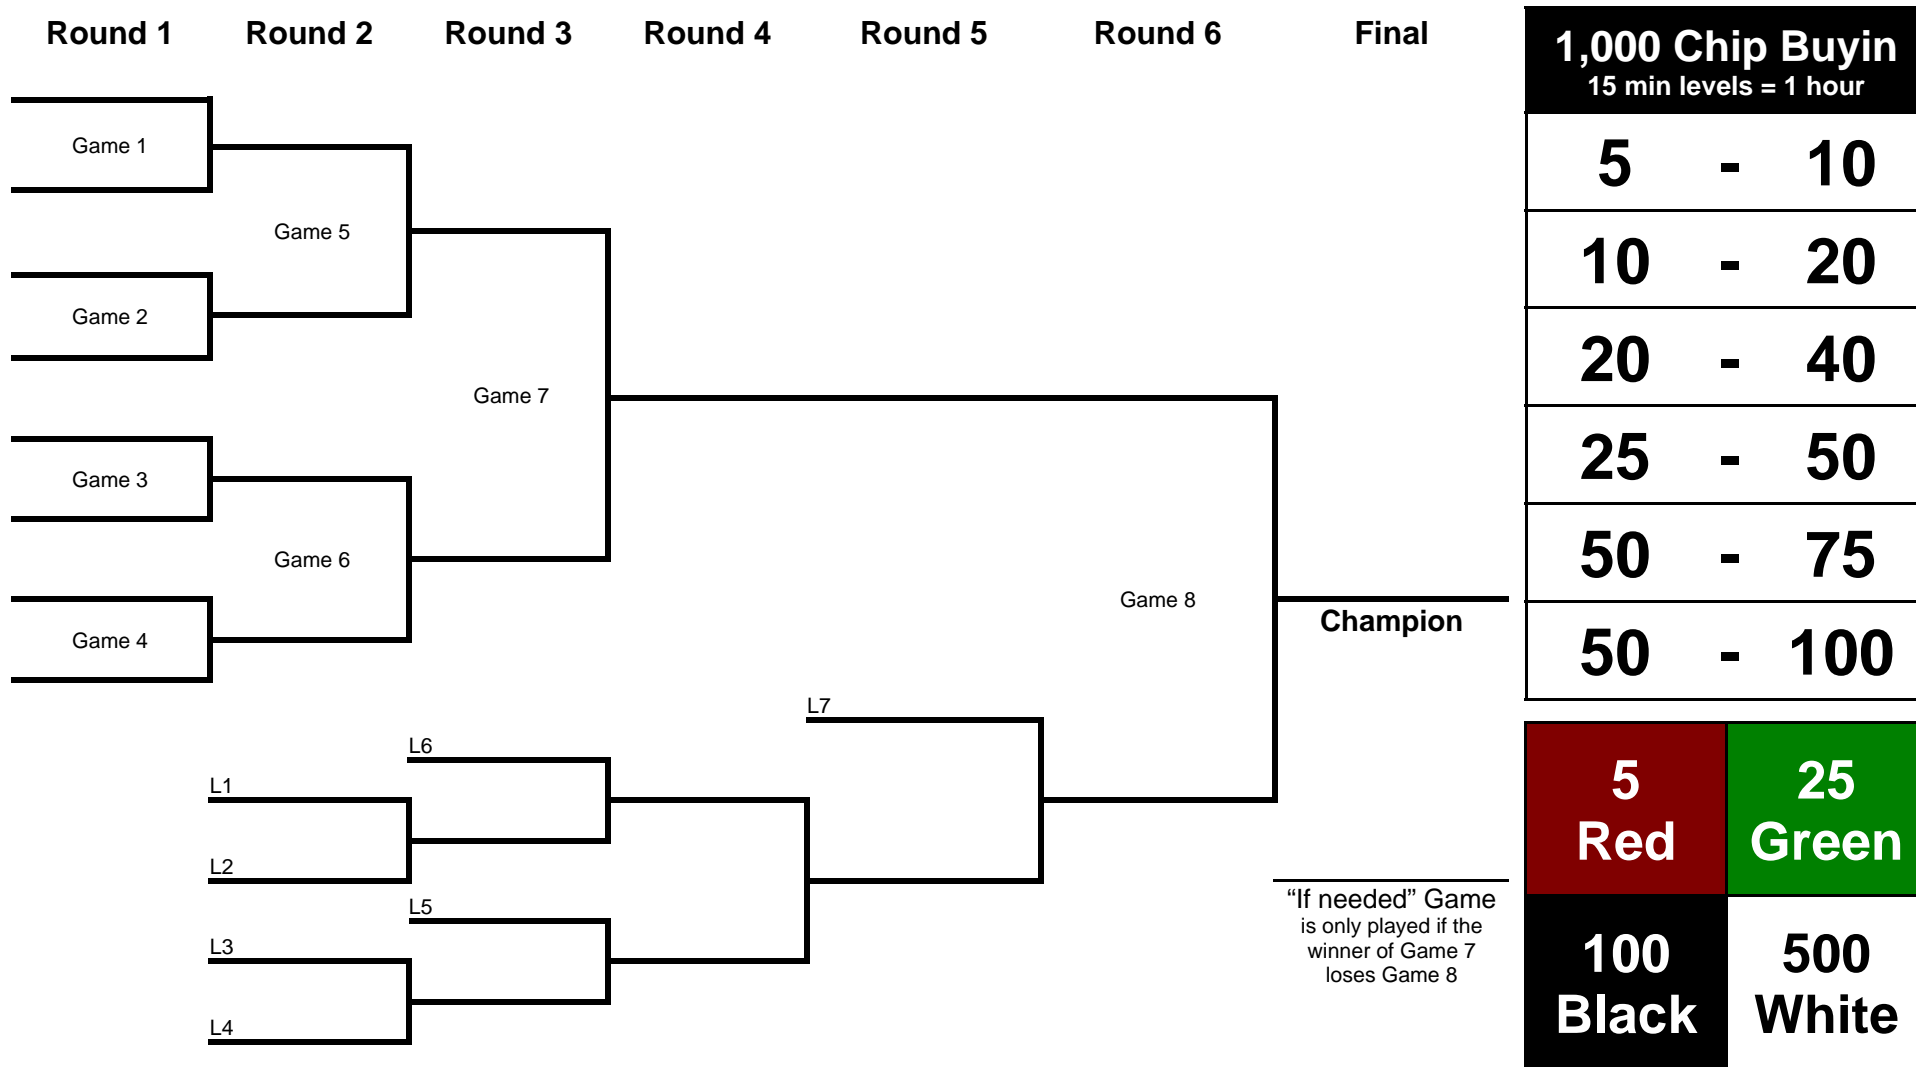 Round 1 Round 2 Round 3 Round 4 Round 5 Round 6 Final
Game 1
Game 5
Game 2
Game 7
Game 3
Game 6
Game 4
Game 8
Champion
L7
L6
L1
L2
L5
L3
L4
“If needed” Game
is only played if the
winner of Game 7
loses Game 8
1,000 Chip Buyin
15 min levels = 1 hour
5 - 10
10 - 20
20 - 40
25 - 50
50 - 75
50 - 100
5
Red
25
Green
100
Black
500
White